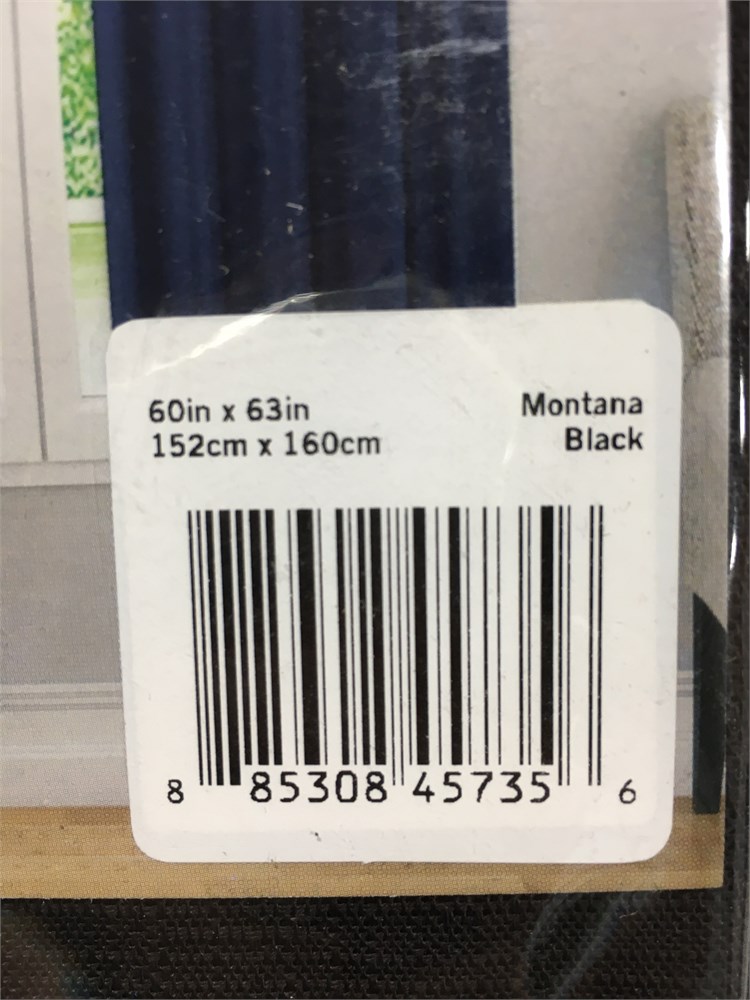 60in x 63in
152cm x 160cm
Montana
Black
8 85308 45735 6